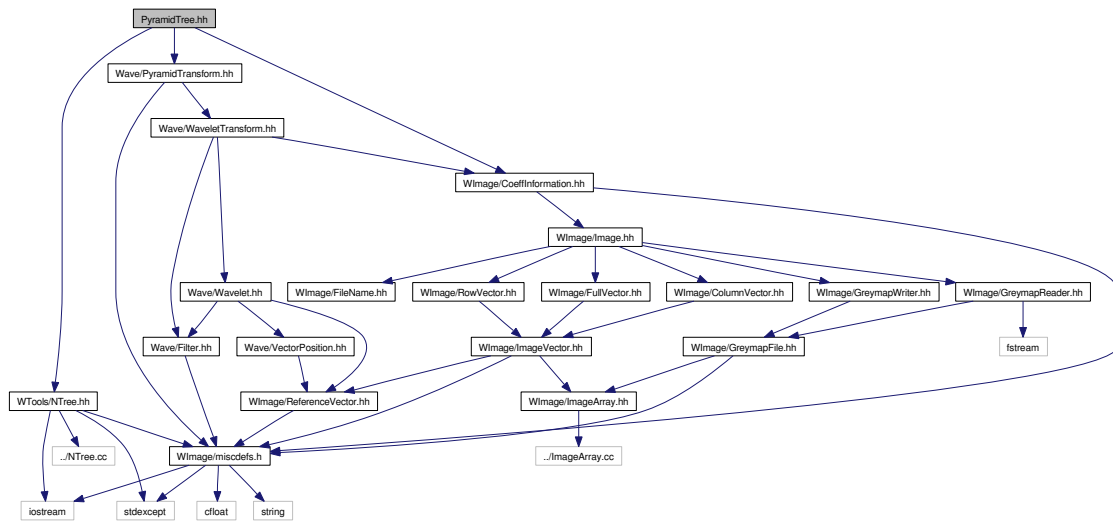 PyramidTree.hh
Wave/PyramidTransform.hh
Wave/WaveletTransform.hh
WImage/CoeffInformation.hh
WImage/Image.hh
Wave/Wavelet.hh
WImage/FileName.hh
WImage/RowVector.hh
WImage/FullVector.hh
WImage/ColumnVector.hh
WImage/GreymapWriter.hh
WImage/GreymapReader.hh
Wave/Filter.hh
Wave/VectorPosition.hh
WImage/ImageVector.hh
WImage/GreymapFile.hh
fstream
WTools/NTree.hh
WImage/ReferenceVector.hh
WImage/ImageArray.hh
../NTree.cc
WImage/miscdefs.h
../ImageArray.cc
iostream
stdexcept
cfloat
string